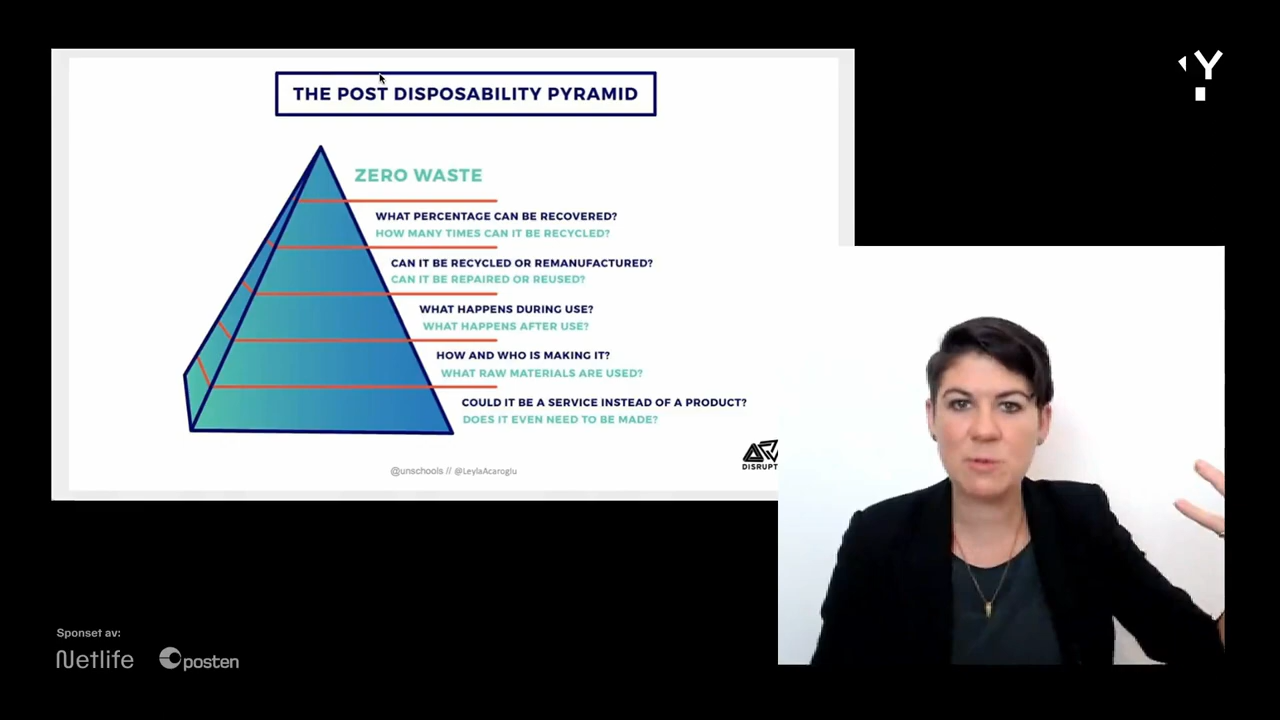 THE POST DISPOSABILITY PYRAMID
ZERO WASTE
WHAT PERCENTAGE CAN BE RECOVERED?
HOW MANY TIMES CAN IT BE RECYCLED?
CAN IT BE RECYCLED OR REMANUFACTURED?
CAN IT BE REPAIRED OR REUSED?
WHAT HAPPENS DURING USE?
WHAT HAPPENS AFTER USE?
HOW AND WHO IS MAKING IT?
WHAT RAW MATERIALS ARE USED?
COULD IT BE A SERVICE INSTEAD OF A PRODUCT?
DOES IT EVEN NEED TO BE MADE?
DISRUPT
@unschools // @LeylaAcaroglu
Y
Sponset av:
Netlife
posten